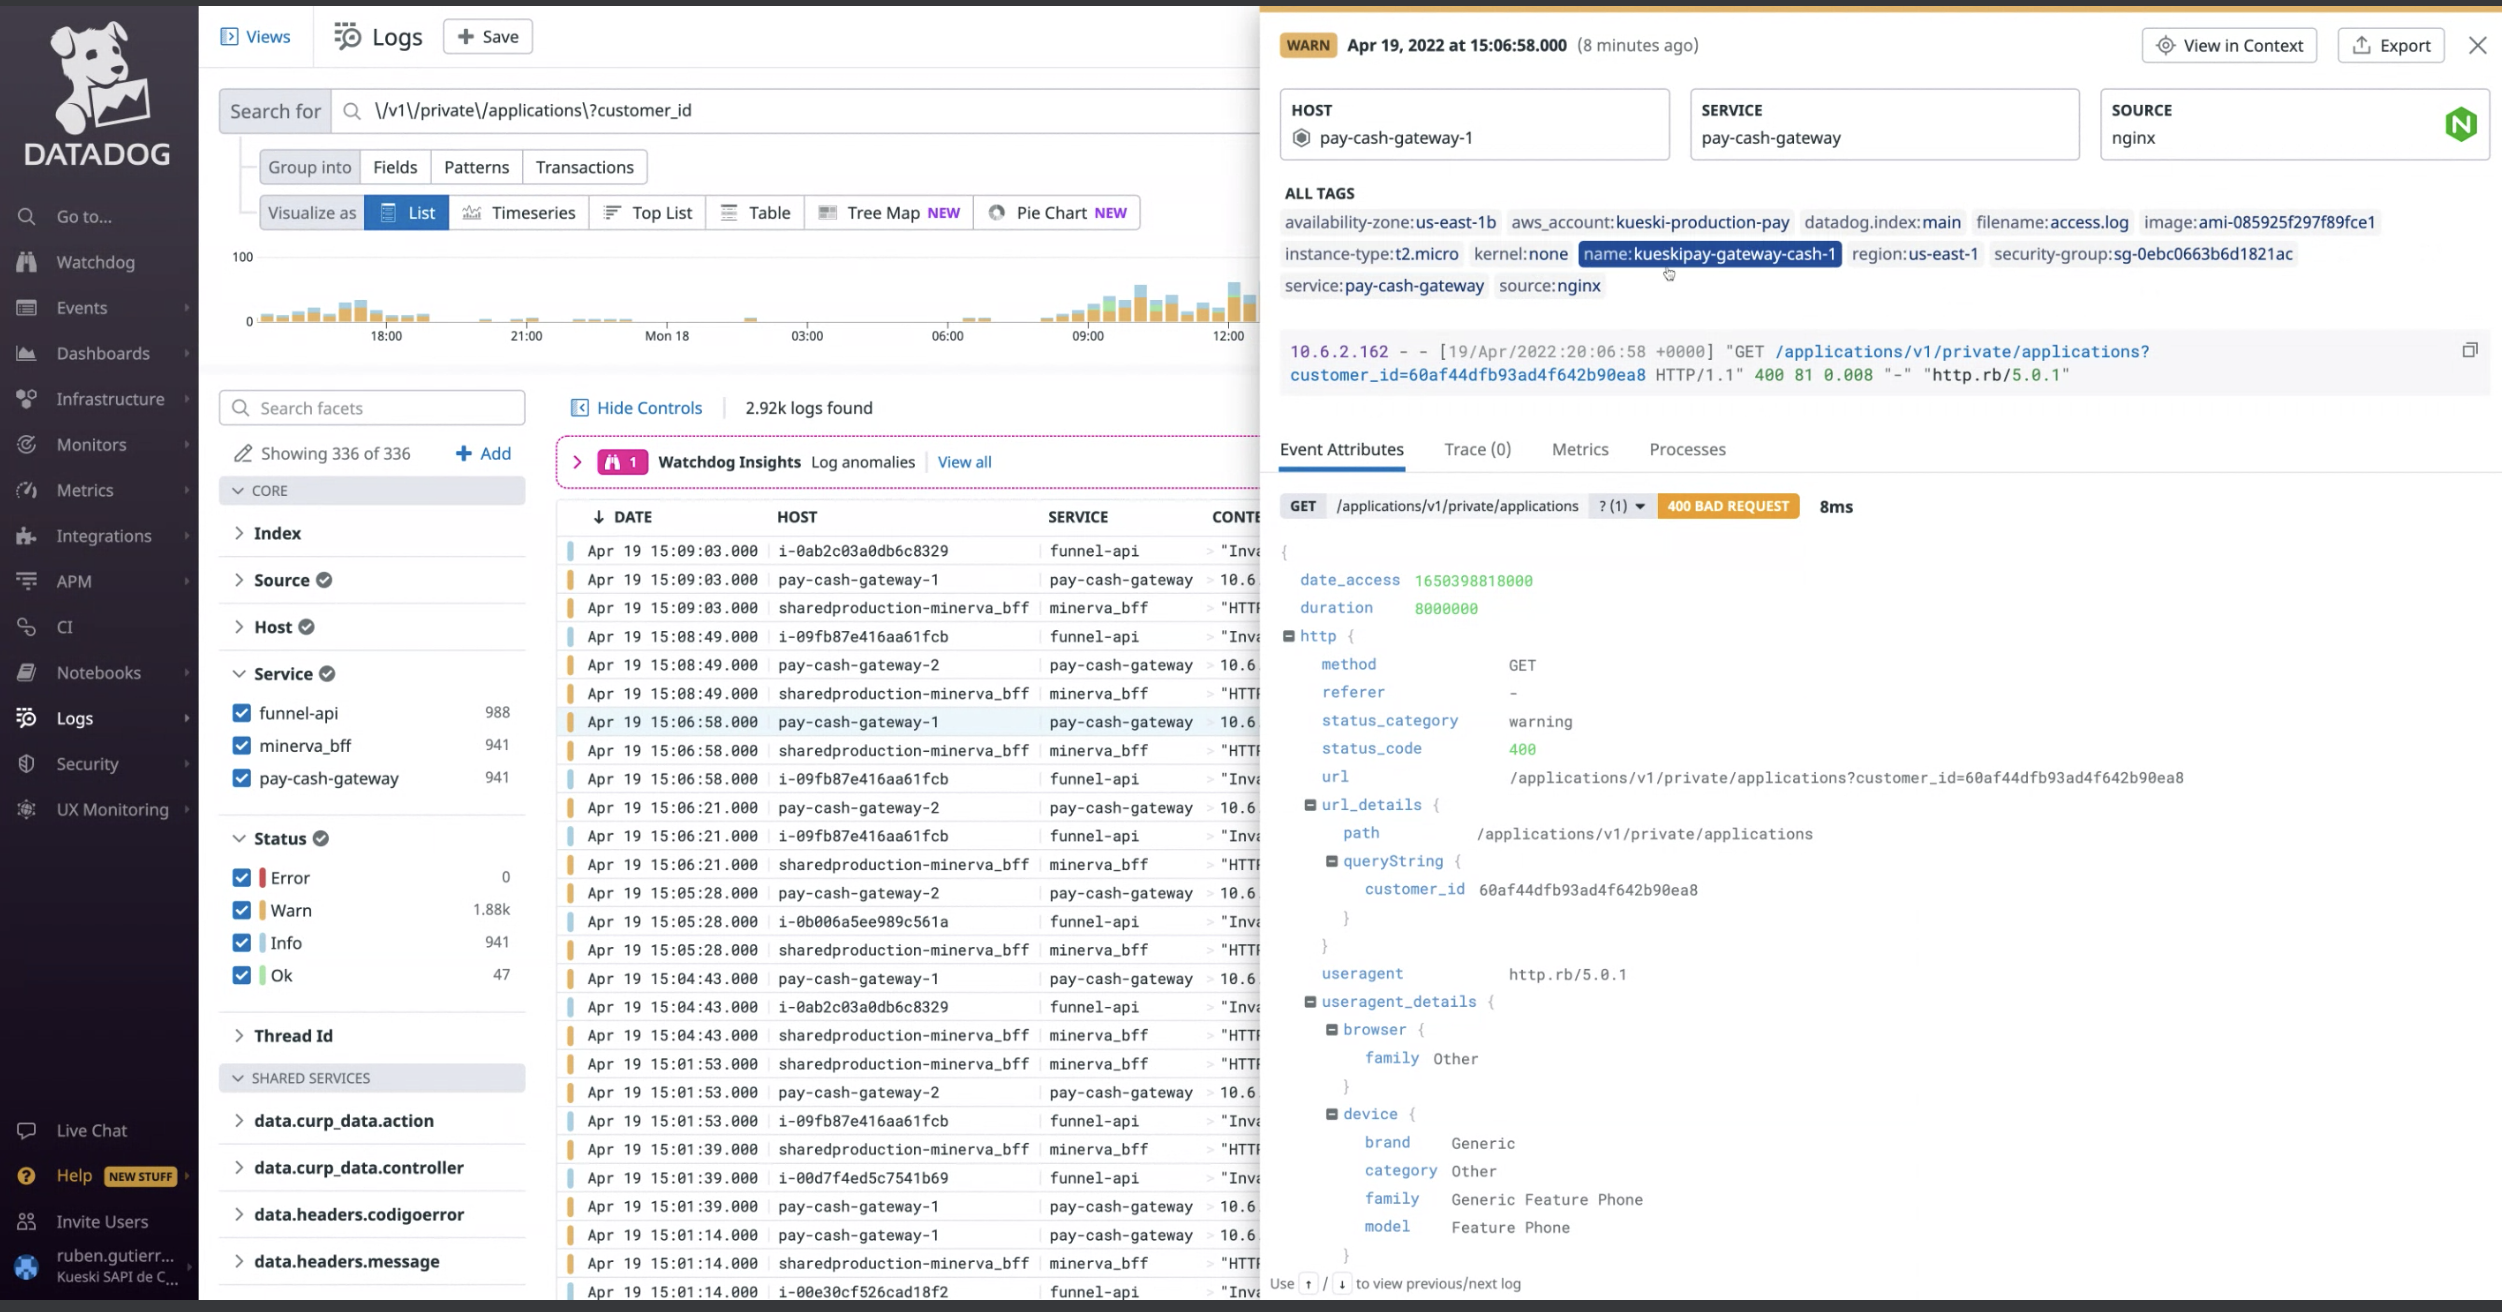 DATADOG
Go to...
Watchdog
Events
Dashboards
Infrastructure
Monitors
Metrics
Integrations
APM
CI
Notebooks
Logs
Security
UX Monitoring
Live Chat
Help NEW STUFF
Invite Users
ruben.gutierr...
Kueski SAPI de C...
Views
Logs
Save
Search for \/v1\/private\/applications\?customer_id
Group into Fields Patterns Transactions
Visualize as List Timeseries Top List Table Tree Map NEW Pie Chart NEW
100
0
18:00 21:00 Mon 18 03:00 06:00 09:00 12:00
Search facets
Showing 336 of 336 + Add
CORE
Index
Source
Host
Service
funnel-api 988
minerva_bff 941
pay-cash-gateway 941
Status
Error 0
Warn 1.88k
Info 941
Ok 47
Thread Id
SHARED SERVICES
data.curp_data.action
data.curp_data.controller
data.headers.codigoerror
data.headers.message
Hide Controls 2.92k logs found
1 Watchdog Insights Log anomalies View all
DATE HOST SERVICE CONTE
Apr 19 15:09:03.000 i-0ab2c03a0db6c8329 funnel-api > "Inva
Apr 19 15:09:03.000 pay-cash-gateway-1 pay-cash-gateway > 10.6
Apr 19 15:09:03.000 sharedproduction-minerva_bff minerva_bff > "HTTP
Apr 19 15:08:49.000 i-09fb87e416aa61fcb funnel-api > "Inva
Apr 19 15:08:49.000 pay-cash-gateway-2 pay-cash-gateway > 10.6
Apr 19 15:08:49.000 sharedproduction-minerva_bff minerva_bff > "HTTP
Apr 19 15:06:58.000 pay-cash-gateway-1 pay-cash-gateway > 10.6
Apr 19 15:06:58.000 sharedproduction-minerva_bff minerva_bff > "HTTP
Apr 19 15:06:58.000 i-09fb87e416aa61fcb funnel-api > "Inva
Apr 19 15:06:21.000 pay-cash-gateway-2 pay-cash-gateway > 10.6
Apr 19 15:06:21.000 i-09fb87e416aa61fcb funnel-api > "Inva
Apr 19 15:06:21.000 sharedproduction-minerva_bff minerva_bff > "HTTP
Apr 19 15:05:28.000 pay-cash-gateway-2 pay-cash-gateway > 10.6
Apr 19 15:05:28.000 i-0b006a5ee989c561a funnel-api > "Inva
Apr 19 15:05:28.000 sharedproduction-minerva_bff minerva_bff > "HTTP
Apr 19 15:04:43.000 pay-cash-gateway-1 pay-cash-gateway > 10.6
Apr 19 15:04:43.000 i-0ab2c03a0db6c8329 funnel-api > "Inva
Apr 19 15:04:43.000 sharedproduction-minerva_bff minerva_bff > "HTTP
Apr 19 15:01:53.000 sharedproduction-minerva_bff minerva_bff > "HTTP
Apr 19 15:01:53.000 pay-cash-gateway-2 pay-cash-gateway > 10.6
Apr 19 15:01:53.000 i-09fb87e416aa61fcb funnel-api > "Inva
Apr 19 15:01:39.000 sharedproduction-minerva_bff minerva_bff > "HTTP
Apr 19 15:01:39.000 i-00d7f4ed5c7541b69 funnel-api > "Inva
Apr 19 15:01:39.000 pay-cash-gateway-1 pay-cash-gateway > 10.6
Apr 19 15:01:14.000 pay-cash-gateway-1 pay-cash-gateway > 10.6
Apr 19 15:01:14.000 sharedproduction-minerva_bff minerva_bff > "HTTP
Apr 19 15:01:14.000 i-00e30cf526cad18f2 funnel-api > "Inva
WARN Apr 19, 2022 at 15:06:58.000 (8 minutes ago) View in Context Export
HOST
pay-cash-gateway-1
SERVICE
pay-cash-gateway
SOURCE
nginx
ALL TAGS
availability-zone:us-east-1b aws_account:kueski-production-pay datadog.index:main filename:access.log image:ami-085925f297f89fce1
instance-type:t2.micro kernel:none name:kueskipay-gateway-cash-1 region:us-east-1 security-group:sg-0ebc0663b6d1821ac
service:pay-cash-gateway source:nginx
10.6.2.162 - - [19/Apr/2022:20:06:58 +0000] "GET /applications/v1/private/applications?
customer_id=60af44dfb93ad4f642b90ea8 HTTP/1.1" 400 81 0.008 "-" "http.rb/5.0.1"
Event Attributes Trace (0) Metrics Processes
GET /applications/v1/private/applications ? (1) 400 BAD REQUEST 8ms
{
date_access 1650398818000
duration 8000000
http {
method GET
referer -
status_category warning
status_code 400
url /applications/v1/private/applications?customer_id=60af44dfb93ad4f642b90ea8
url_details {
path /applications/v1/private/applications
queryString {
customer_id 60af44dfb93ad4f642b90ea8
}
}
useragent http.rb/5.0.1
useragent_details {
browser {
family Other
}
device {
brand Generic
category Other
family Generic Feature Phone
model Feature Phone
}
Use ↑ / ↓ to view previous/next log